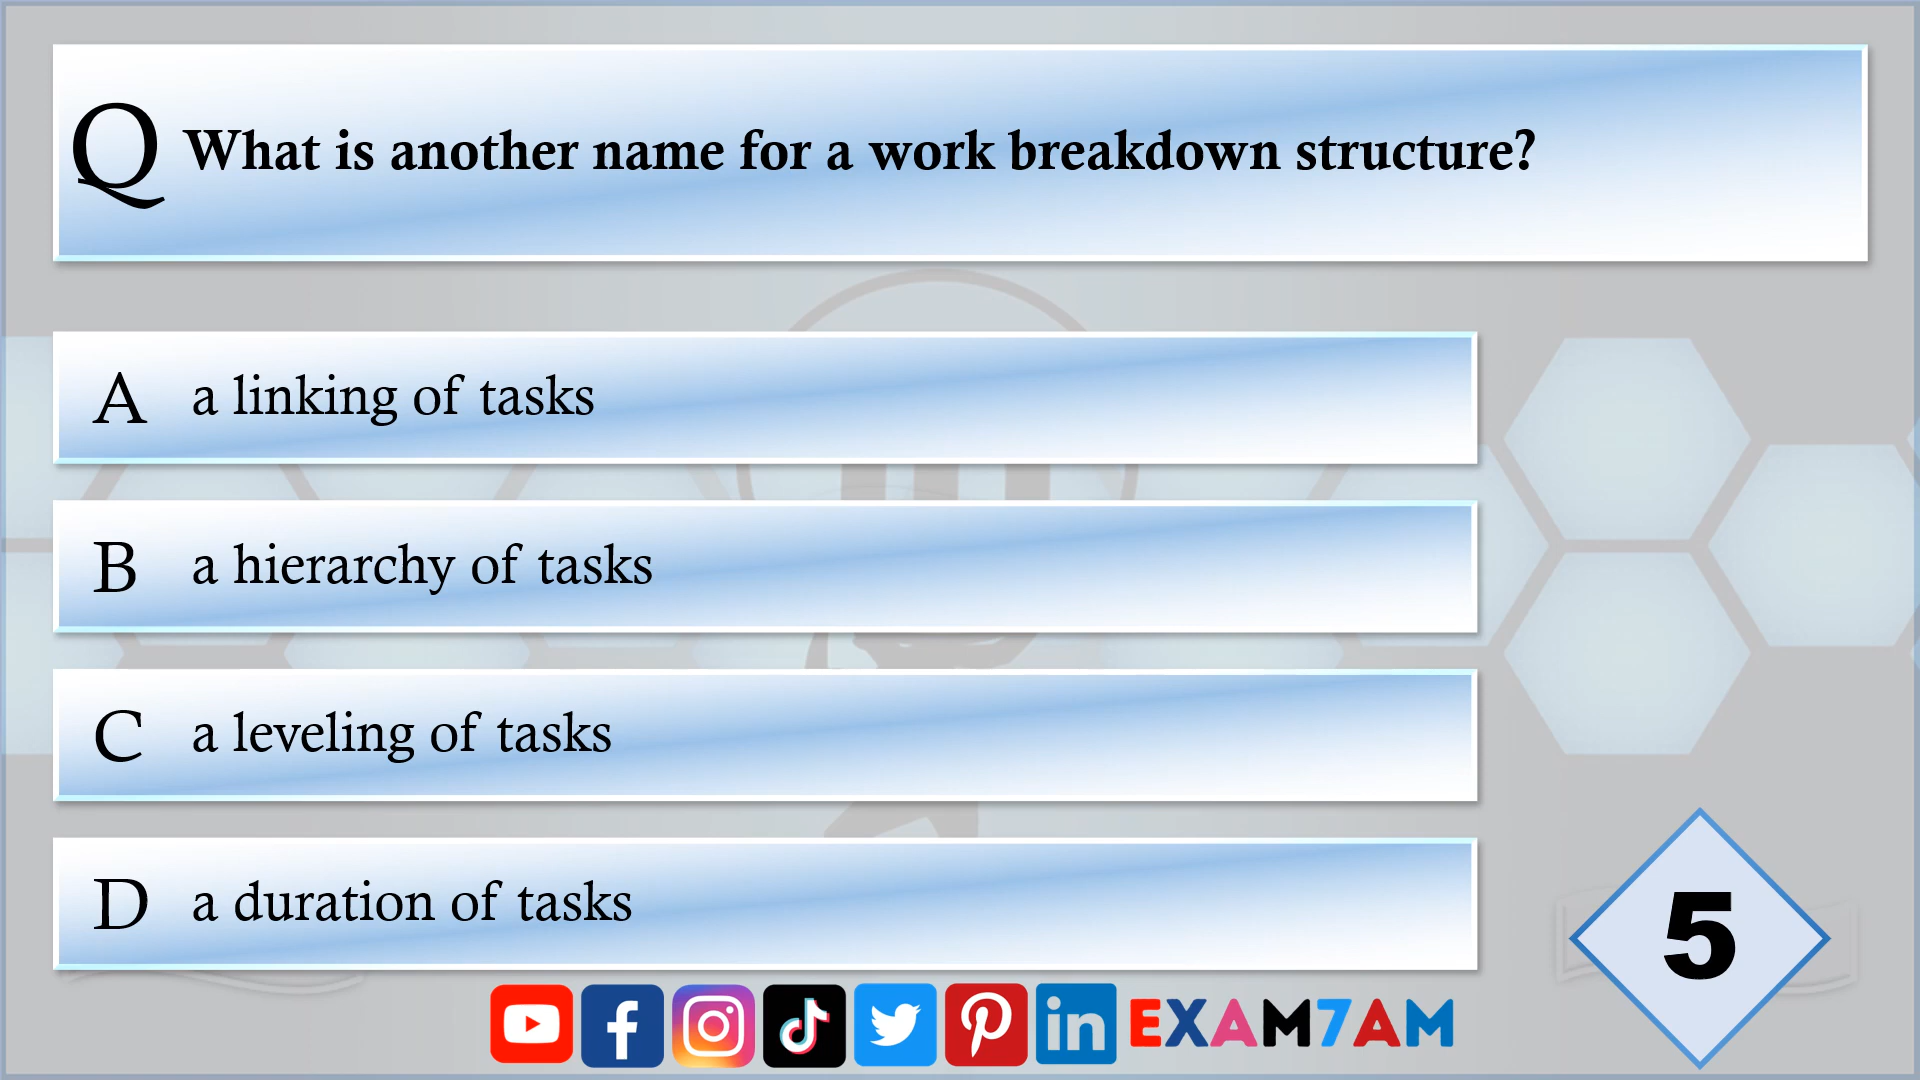 Q What is another name for a work breakdown structure?
A a linking of tasks
B a hierarchy of tasks
C a leveling of tasks
D a duration of tasks
5
in EXAM7AM